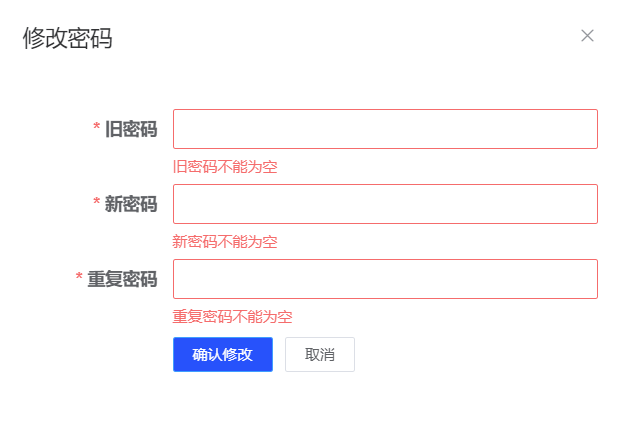 修改密码
* 旧密码
旧密码不能为空
* 新密码
新密码不能为空
* 重复密码
重复密码不能为空
确认修改 取消